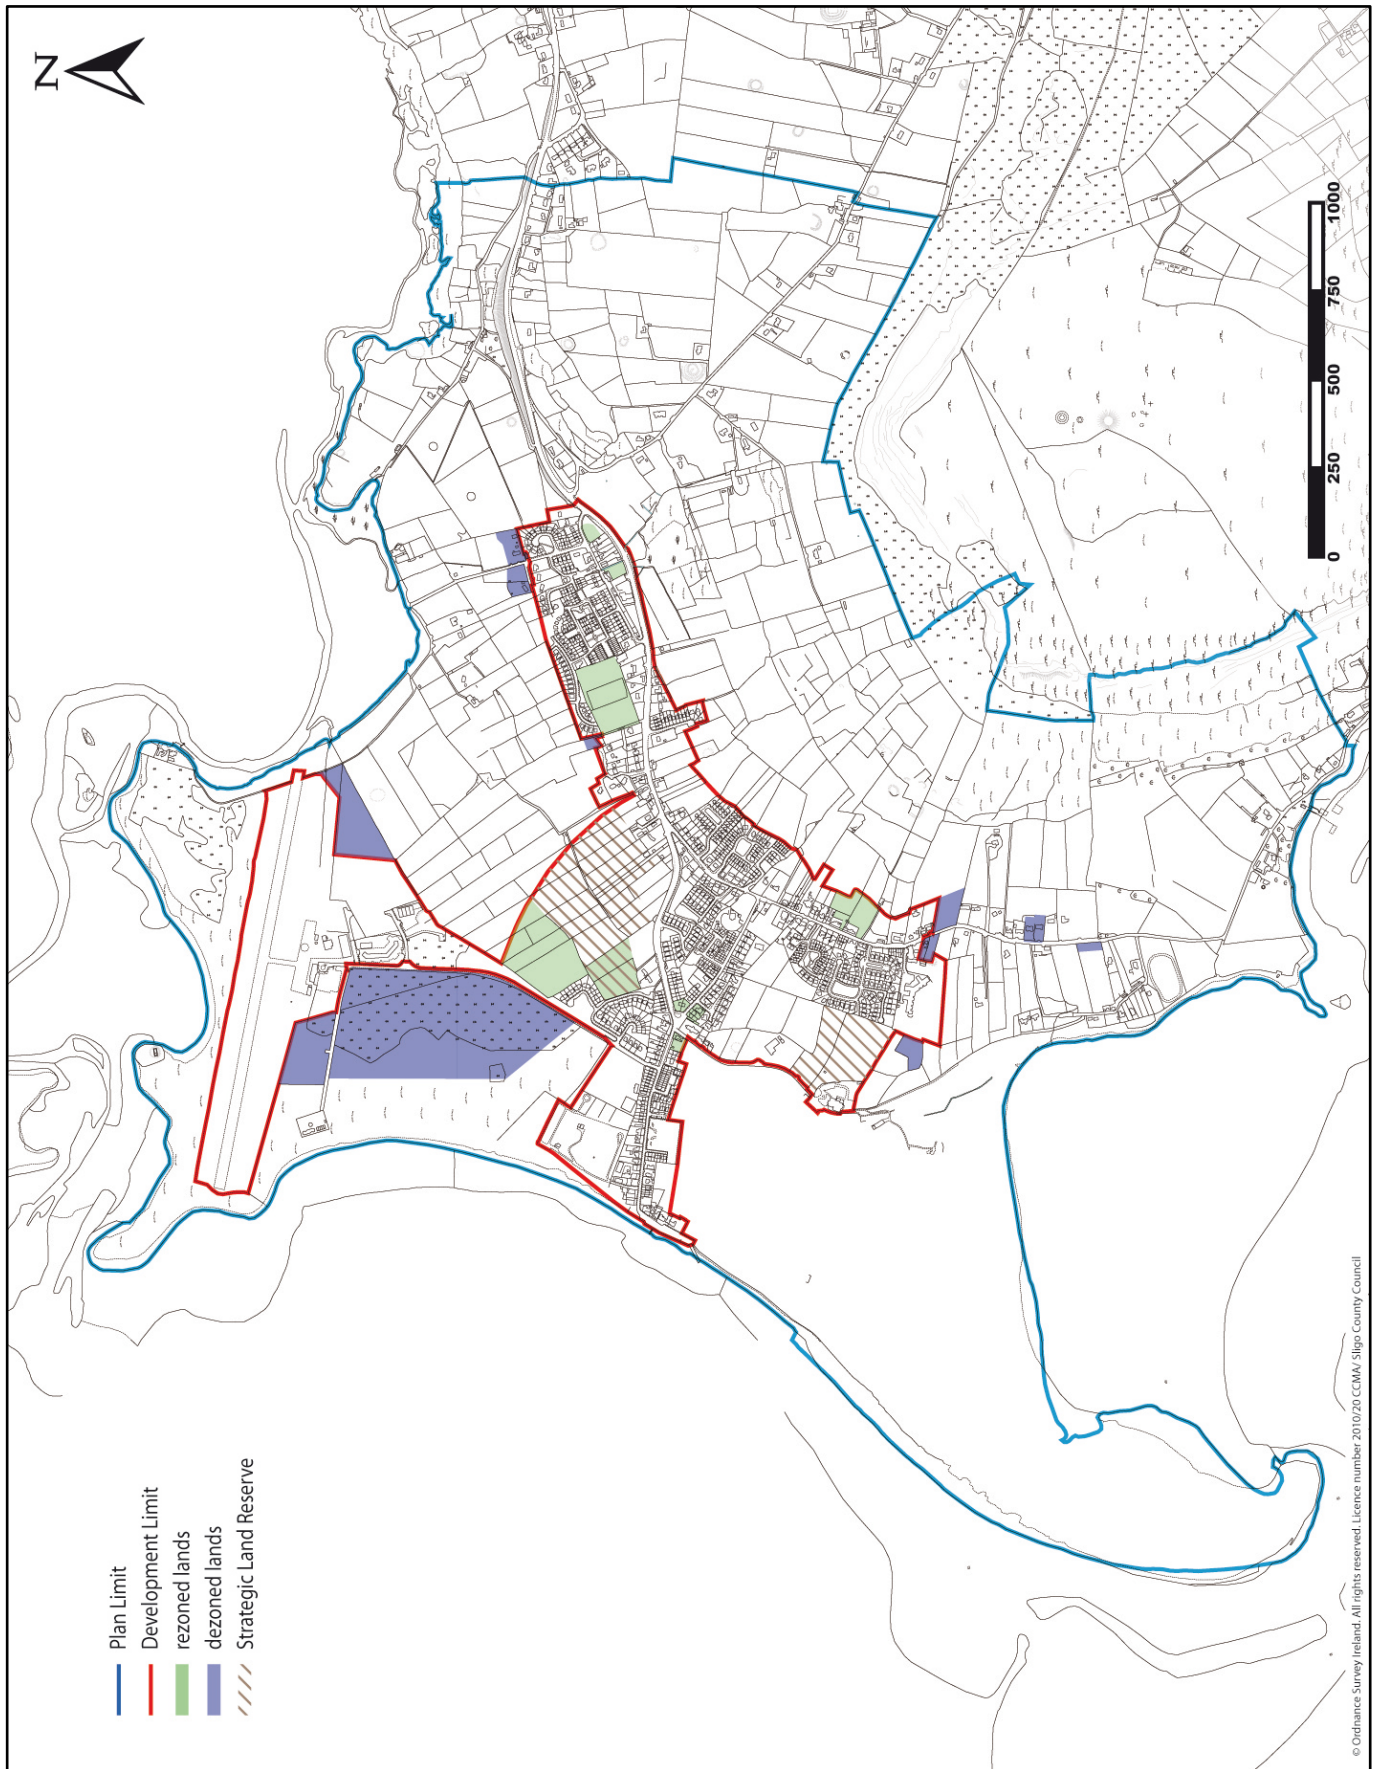 N
Plan Limit
Development Limit
rezoned lands
dezoned lands
Strategic Land Reserve
0 250 500 750 1000
© Ordnance Survey Ireland. All rights reserved. Licence number 2010/20 CCMA/ Sligo County Council